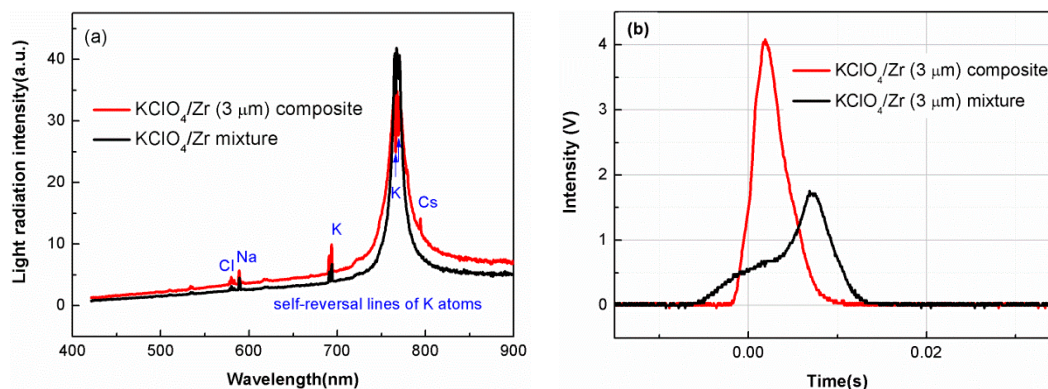 (a)
Light radiation intensity(a.u.)
40
30
20
10
0
KClO4/Zr (3 μm) composite
KClO4/Zr mixture
Cl
Na
K
K
Cs
self-reversal lines of K atoms
400 500 600 700 800 900
Wavelength(nm)
(b)
Intensity (V)
4
3
2
1
0
KClO4/Zr (3 μm) composite
KClO4/Zr (3 μm) mixture
0.00 0.02
Time(s)